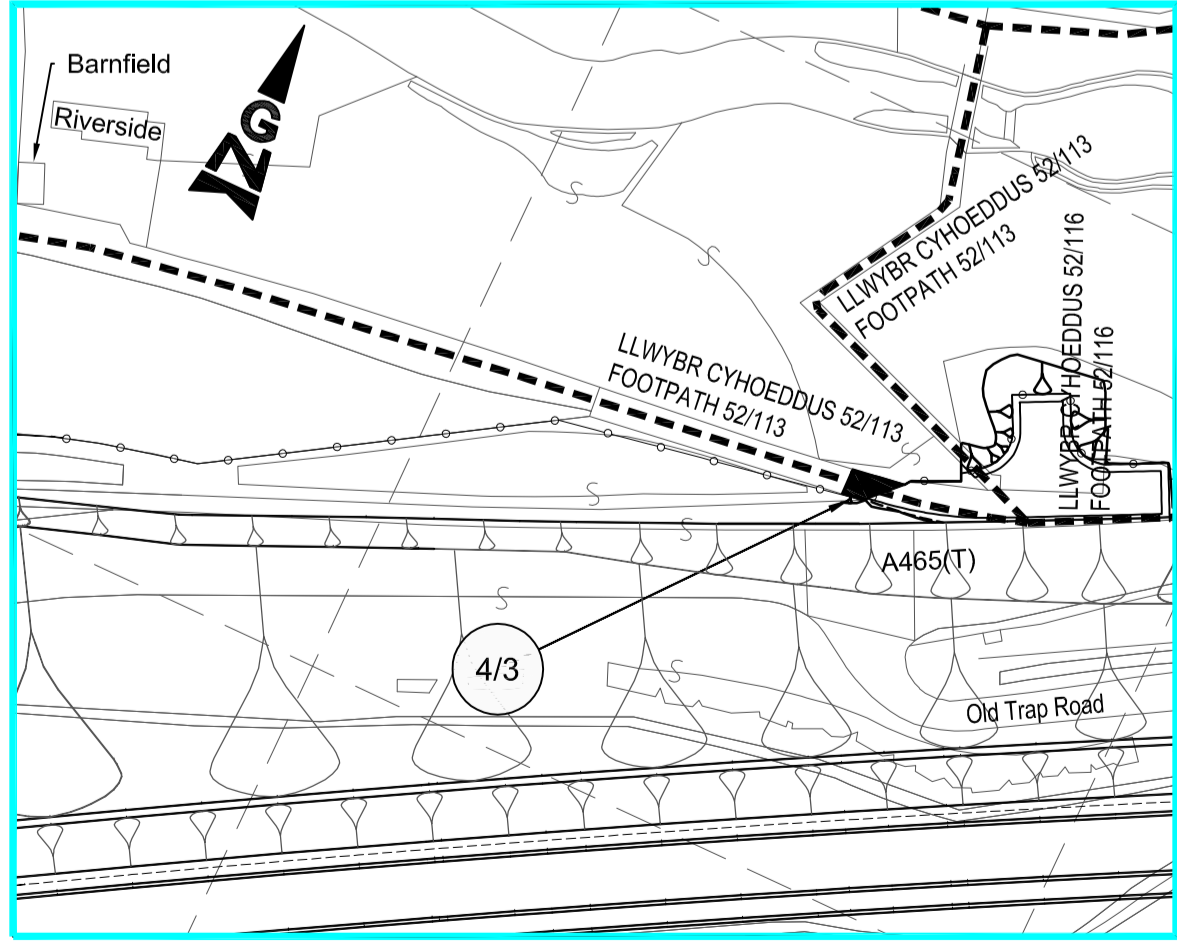 Barnfield
Riverside
GN
LLWYBR CYHOEDDUS 52/113
FOOTPATH 52/113
LLWYBR CYHOEDDUS 52/113
FOOTPATH 52/113
LLWYBR CYHOEDDUS 52/116
FOOTPATH 52/116
A465(T)
4/3
Old Trap Road